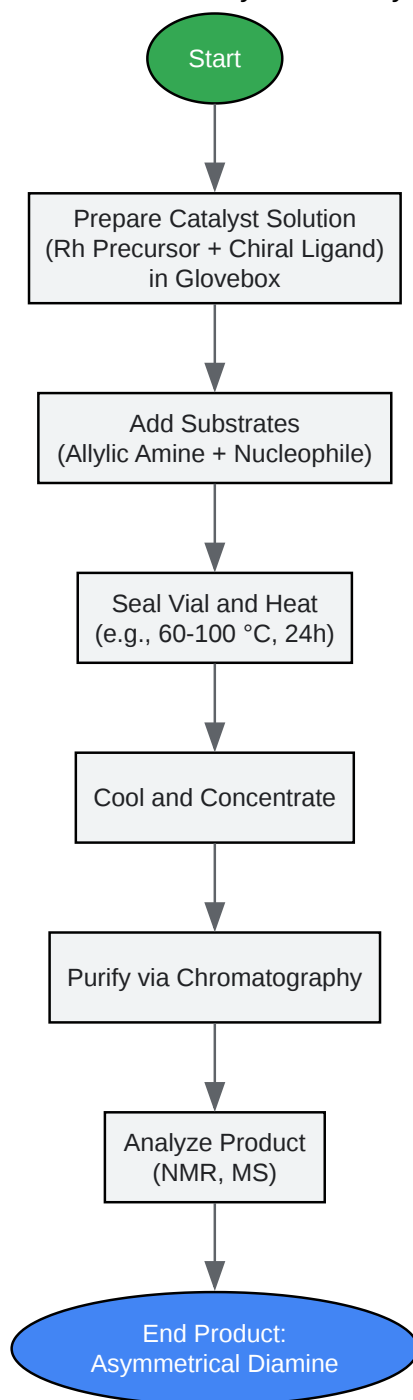 Start
Prepare Catalyst Solution
(Rh Precursor + Chiral Ligand)
in Glovebox
Add Substrates
(Allylic Amine + Nucleophile)
Seal Vial and Heat
(e.g., 60-100 °C, 24h)
Cool and Concentrate
Purify via Chromatography
Analyze Product
(NMR, MS)
End Product:
Asymmetrical Diamine